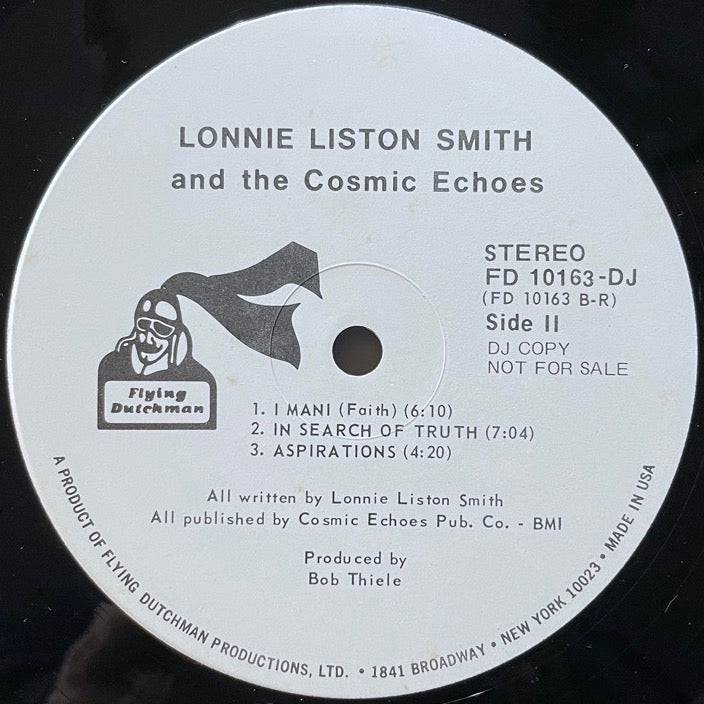 LONNIE LISTON SMITH
and the Cosmic Echoes
STEREO
FD 10163-DJ
(FD 10163 B-R)
Side II
DJ COPY
NOT FOR SALE
Flying
Dutchman
1. I MANI (Faith) (6:10)
2. IN SEARCH OF TRUTH (7:04)
3. ASPIRATIONS (4:20)
All written by Lonnie Liston Smith
All published by Cosmic Echoes Pub. Co. - BMI
Produced by
Bob Thiele
A PRODUCT OF FLYING DUTCHMAN PRODUCTIONS, LTD. • 1841 BROADWAY • NEW YORK 10023 • MADE IN USA